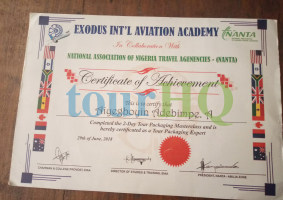 EXODUS INT'L AVIATION ACADEMY
NANTA
In Collaboration With
NATIONAL ASSOCIATION OF NIGERIA TRAVEL AGENCIES - (NANTA)
Certificate of Achievement
This is to certify
Adebimpe, A
Completed the 2-Day Tour Packaging Masterclass and is
hereby certificated as a Tour Packaging Expert
29th of June, 2018